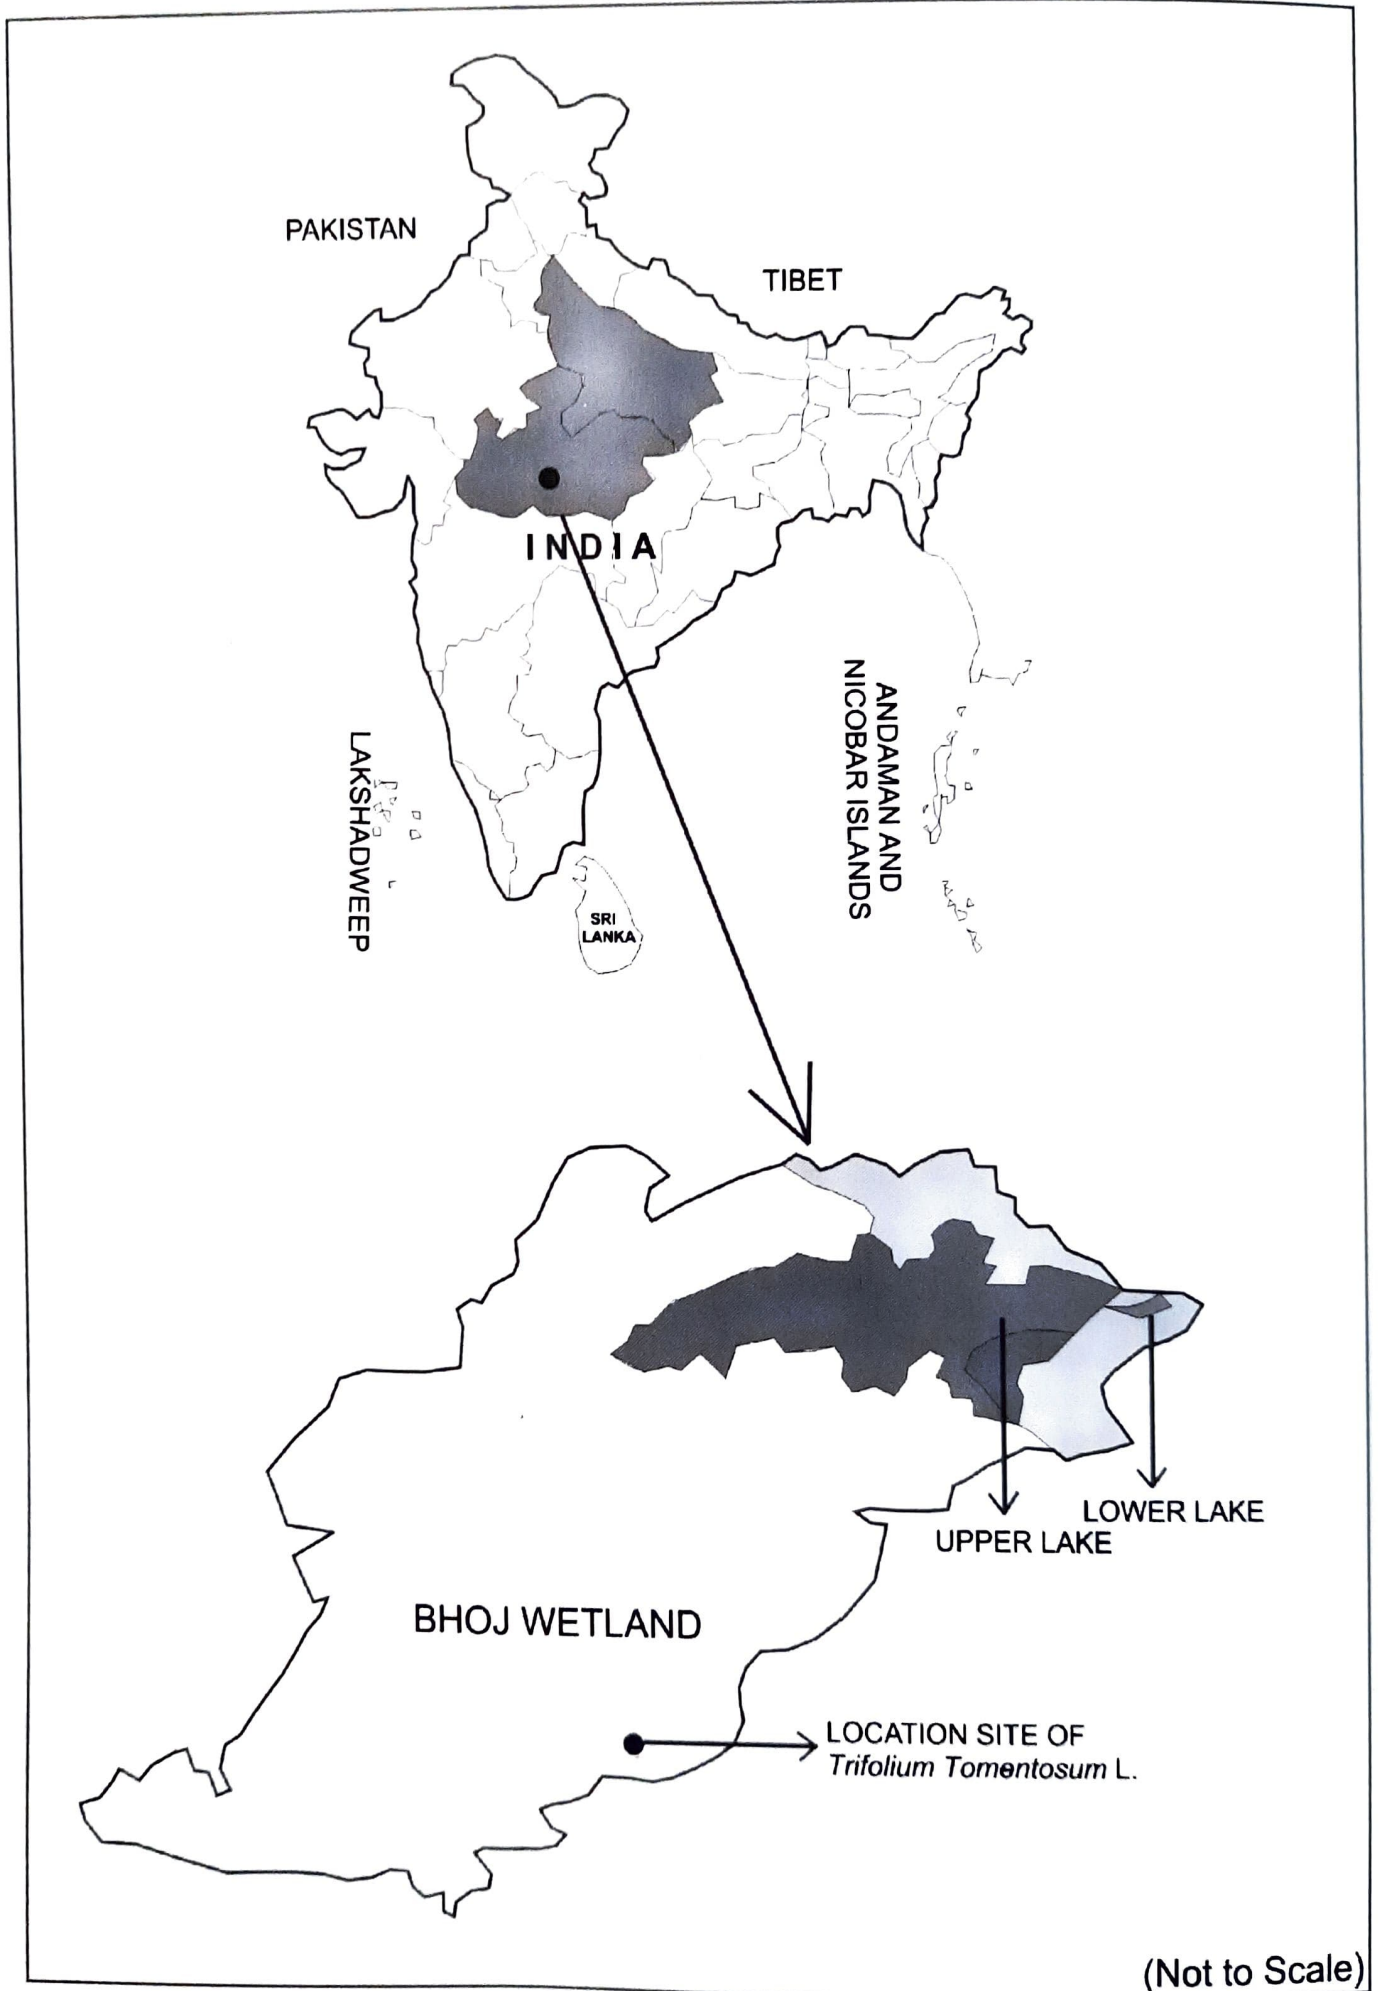 PAKISTAN
TIBET
INDIA
ANDAMAN AND
NICOBAR ISLANDS
LAKSHADWEEP
SRI
LANKA
LOWER LAKE
UPPER LAKE
BHOJ WETLAND
LOCATION SITE OF
Trifolium Tomentosum L.
(Not to Scale)